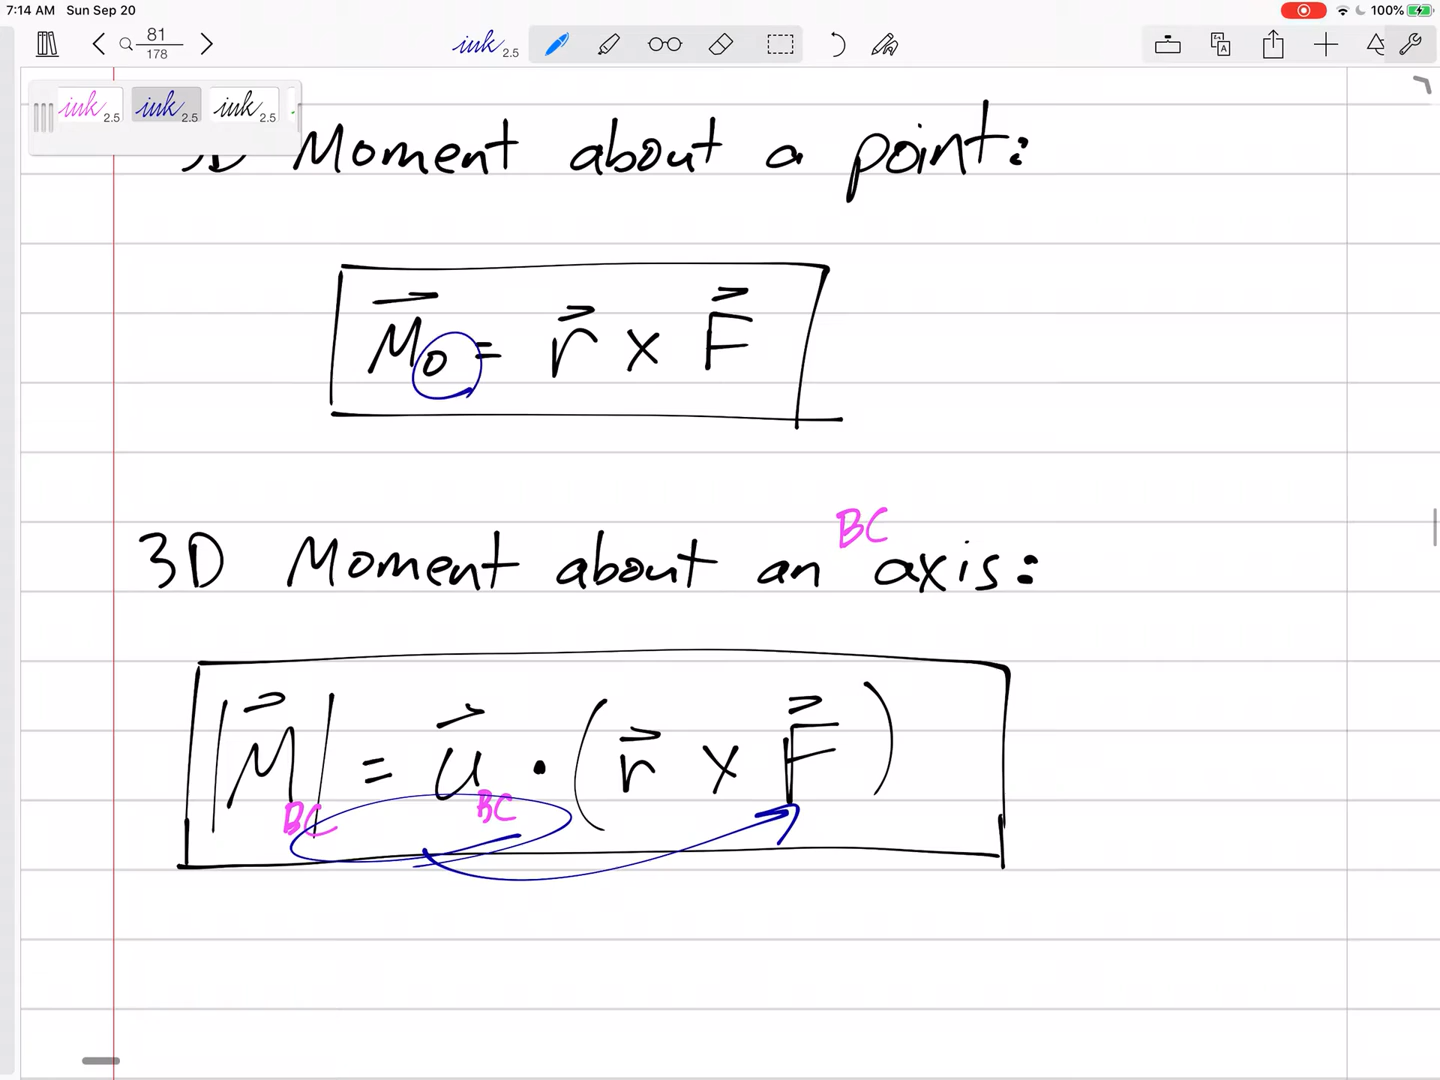 7:14 AM Sun Sep 20
100%
81
178
ink 2.5
ink 2.5 ink 2.5 ink 2.5
3D Moment about a point:
M⃗o = r⃗ x F⃗
BC
3D Moment about an axis:
|M⃗BC| = u⃗BC • (r⃗ x F⃗)